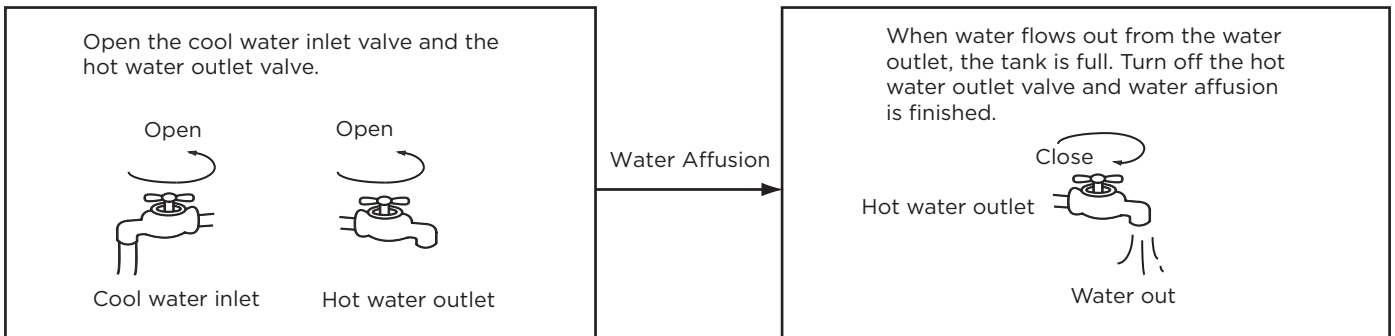 Open the cool water inlet valve and the
hot water outlet valve.
Open
Open
Cool water inlet
Hot water outlet
Water Affusion
When water flows out from the water
outlet, the tank is full. Turn off the hot
water outlet valve and water affusion
is finished.
Close
Hot water outlet
Water out